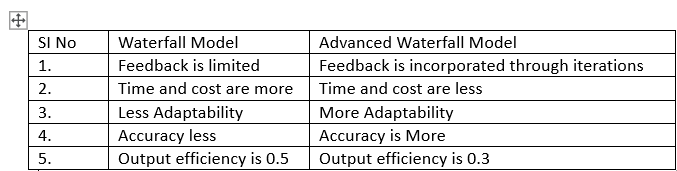 SI No Waterfall Model Advanced Waterfall Model
1. Feedback is limited Feedback is incorporated through iterations
2. Time and cost are more Time and cost are less
3. Less Adaptability More Adaptability
4. Accuracy less Accuracy is More
5. Output efficiency is 0.5 Output efficiency is 0.3